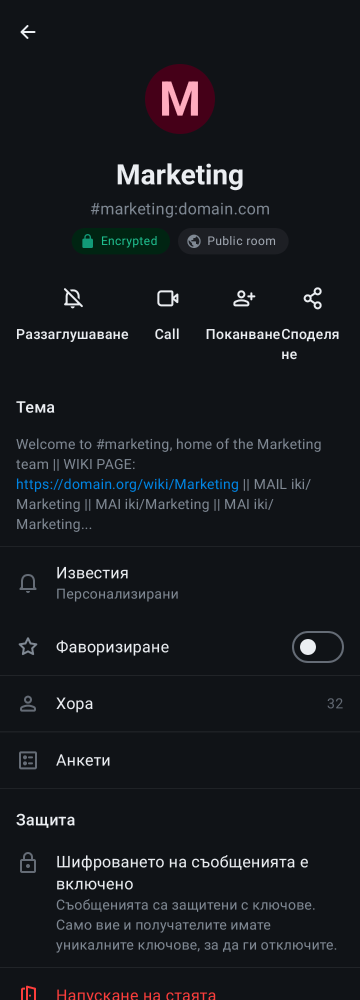 M
Marketing
#marketing:domain.com
Encrypted Public room
Раззаглушаване Call Поканване Споделя
не
Тема
Welcome to #marketing, home of the Marketing
team || WIKI PAGE:
https://domain.org/wiki/Marketing || MAIL iki/
Marketing || MAI iki/Marketing || MAI iki/
Marketing...
Известия
Персонализирани
Фаворизиране
Хора 32
Анкети
Защита
Шифроването на съобщенията е
включено
Съобщенията са защитени с ключове.
Само вие и получателите имате
уникалните ключове, за да ги отключите.
Напускане на стаята